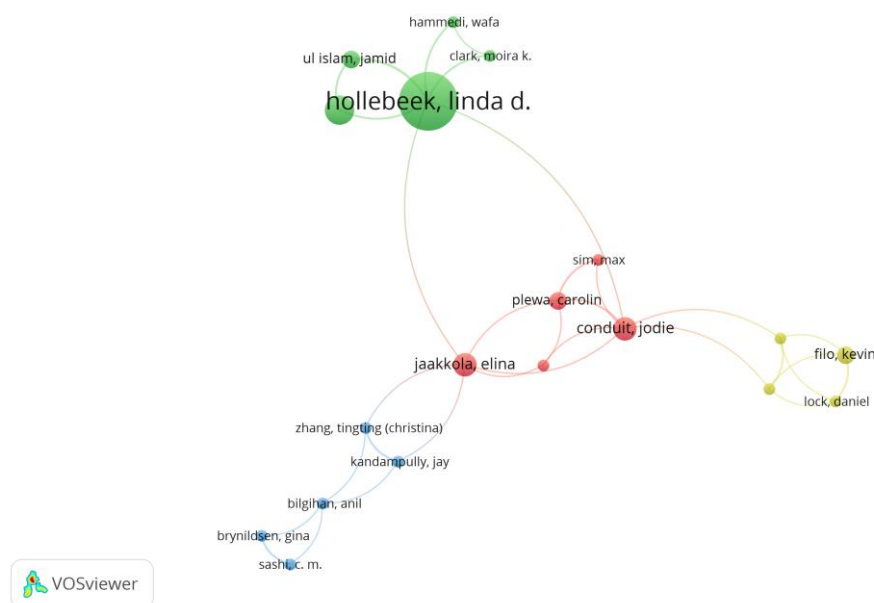 hammedi, wafa
ul islam, jamid
clark, moira k.
hollebeek, linda d.
sim, max
plewa, carolin
conduit, jodie
jaakkola, elina
filo, kevin
lock, daniel
zhang, tingting (christina)
kandampully, jay
bilgihan, anil
brynildsen, gina
sashi, c. m.
VOSviewer